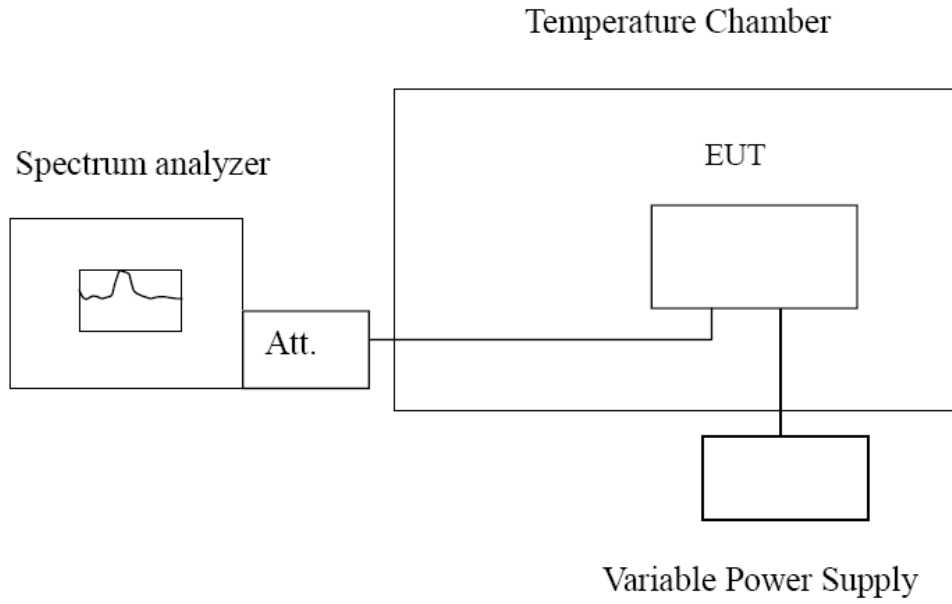 Temperature Chamber
Spectrum analyzer
EUT
Att.
Variable Power Supply